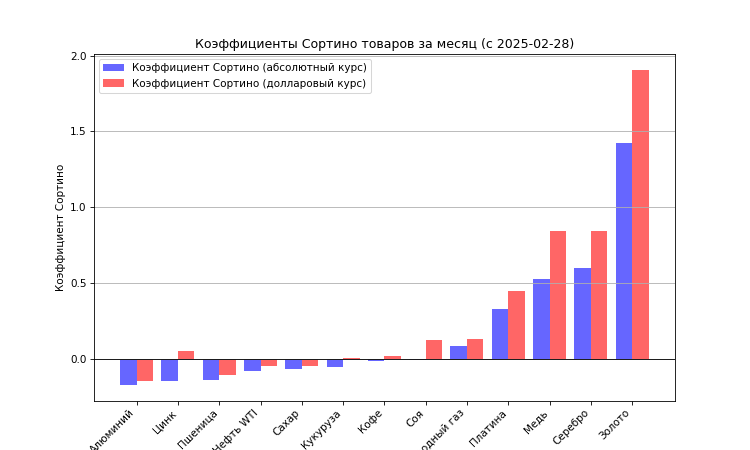 Коэффициенты Сортино товаров за месяц (с 2025-02-28)
Коэффициент Сортино (абсолютный курс)
Коэффициент Сортино (долларовый курс)
Коэффициент Сортино
2.0
1.5
1.0
0.5
0.0
Алюминий
Цинк
Пшеница
Нефть WTI
Сахар
Кукуруза
Кофе
Соя
одный газ
Платина
Медь
Серебро
Золото